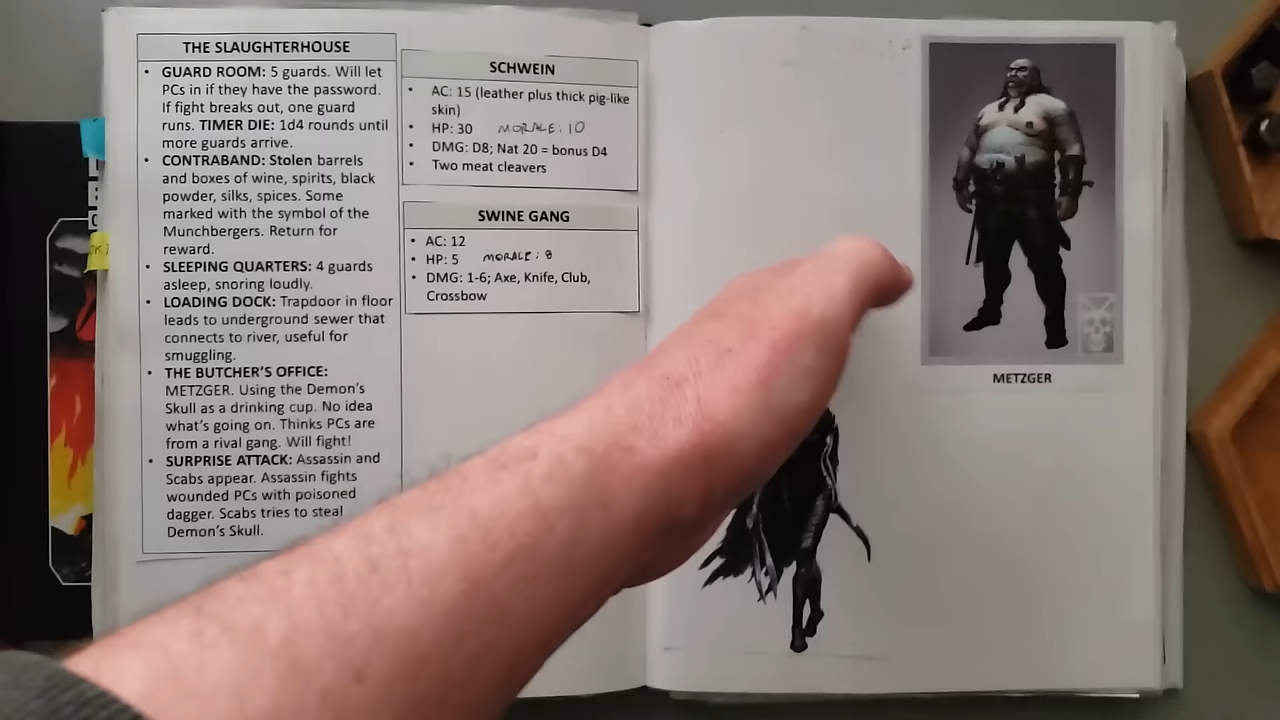 THE SLAUGHTERHOUSE
• GUARD ROOM: 5 guards. Will let
PCs in if they have the password.
If fight breaks out, one guard
runs. TIMER DIE: 1d4 rounds until
more guards arrive.
• CONTRABAND: Stolen barrels
and boxes of wine, spirits, black
powder, silks, spices. Some
marked with the symbol of the
Munchbergers. Return for
reward.
• SLEEPING QUARTERS: 4 guards
asleep, snoring loudly.
• LOADING DOCK: Trapdoor in floor
leads to underground sewer that
connects to river, useful for
smuggling.
• THE BUTCHER'S OFFICE:
METZGER. Using the Demon's
Skull as a drinking cup. No idea
what's going on. Thinks PCs are
from a rival gang. Will fight!
• SURPRISE ATTACK: Assassin and
Scabs appear. Assassin fights
wounded PCs with poisoned
dagger. Scabs tries to steal
Demon's Skull.
SCHWEIN
• AC: 15 (leather plus thick pig-like
skin)
• HP: 30 MORALE: 10
• DMG: D8; Nat 20 = bonus D4
• Two meat cleavers
SWINE GANG
• AC: 12
• HP: 5 MORALE: 8
• DMG: 1-6; Axe, Knife, Club,
Crossbow
METZGER